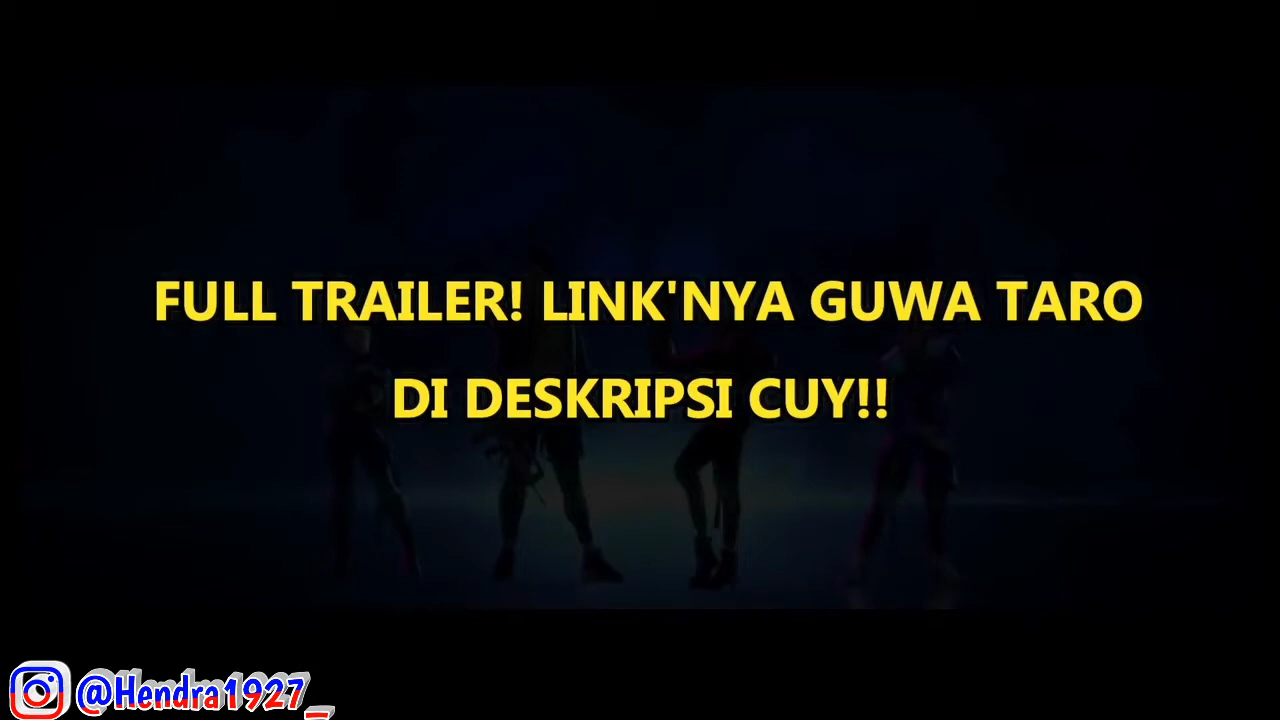 FULL TRAILER! LINK'NYA GUWA TARO
DI DESKRIPSI CUY!!
@Hendra1927_